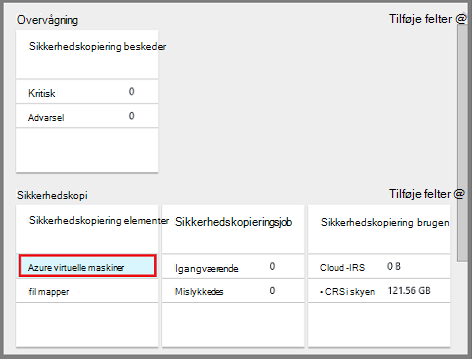 Overvågning
Tilføje felter @
Sikkerhedskopiering beskeder
Kritisk 0
Advarsel 0
Sikkerhedskopi
Tilføje felter @
Sikkerhedskopiering elementer
Azure virtuelle maskiner
fil mapper
Sikkerhedskopieringsjob
Igangværende 0
Mislykkedes 0
Sikkerhedskopiering brugen
Cloud -IRS 0 B
• CRSi skyen 121.56 GB